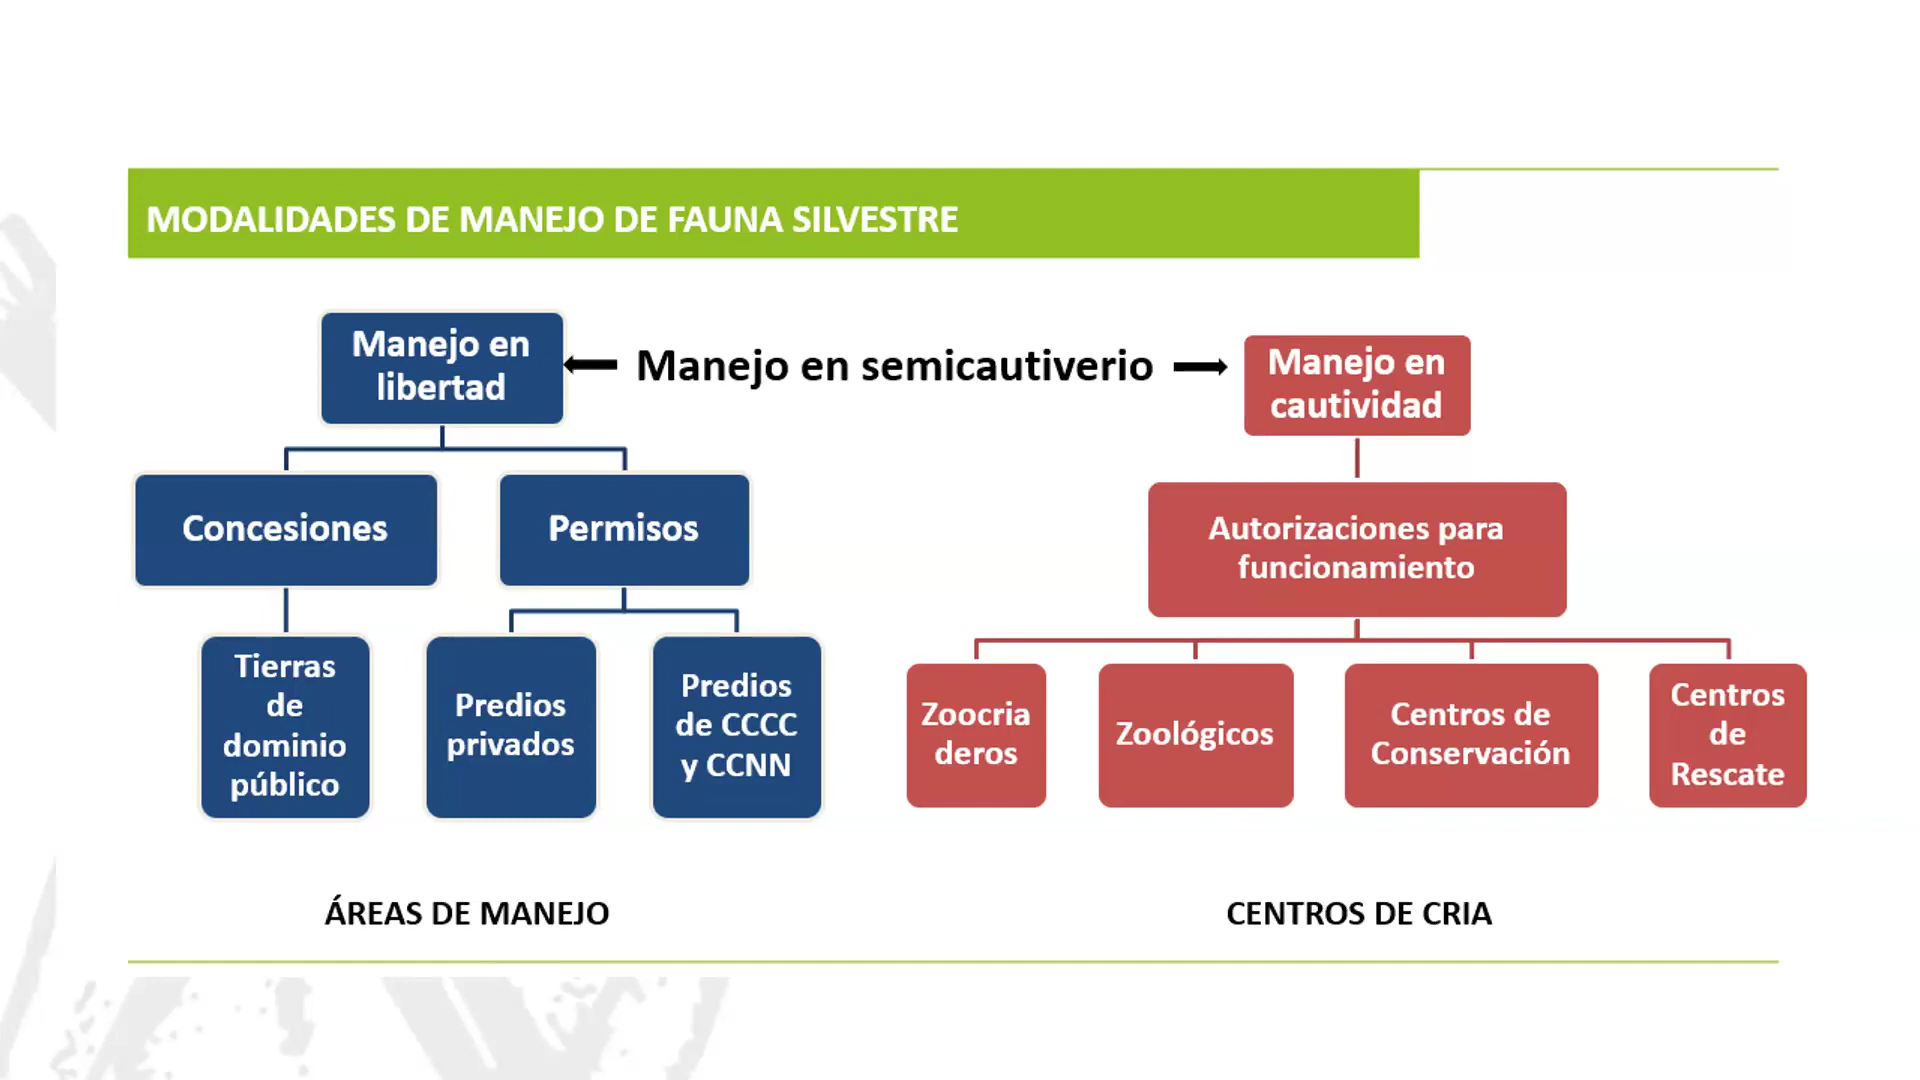 MODALIDADES DE MANEJO DE FAUNA SILVESTRE
Manejo en
libertad
Manejo en semicautiverio
Manejo en
cautividad
Concesiones
Permisos
Autorizaciones para
funcionamiento
Tierras
de
dominio
público
Predios
privados
Predios
de CCCC
y CCNN
Zoocria
deros
Zoológicos
Centros de
Conservación
Centros
de
Rescate
ÁREAS DE MANEJO
CENTROS DE CRIA